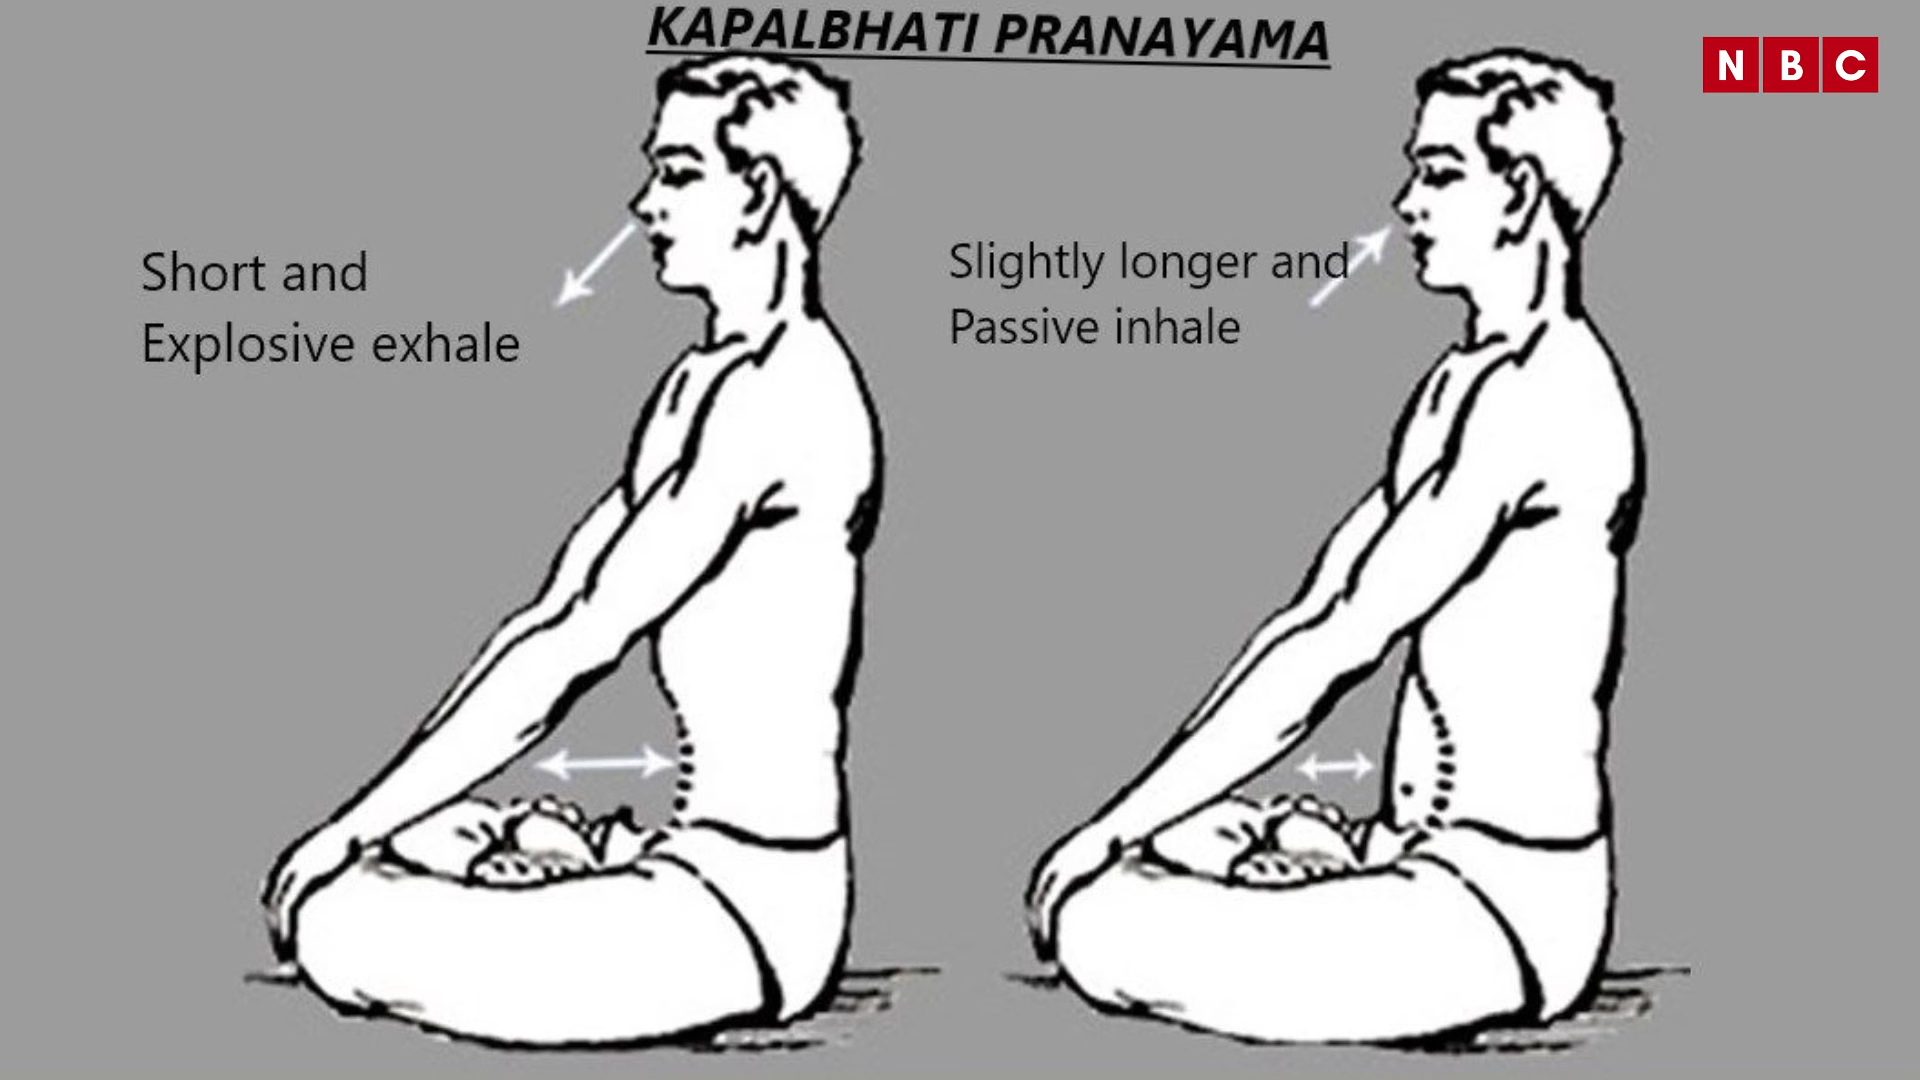 KAPALBHATI PRANAYAMA
NBC
Short and
Explosive exhale
Slightly longer and
Passive inhale